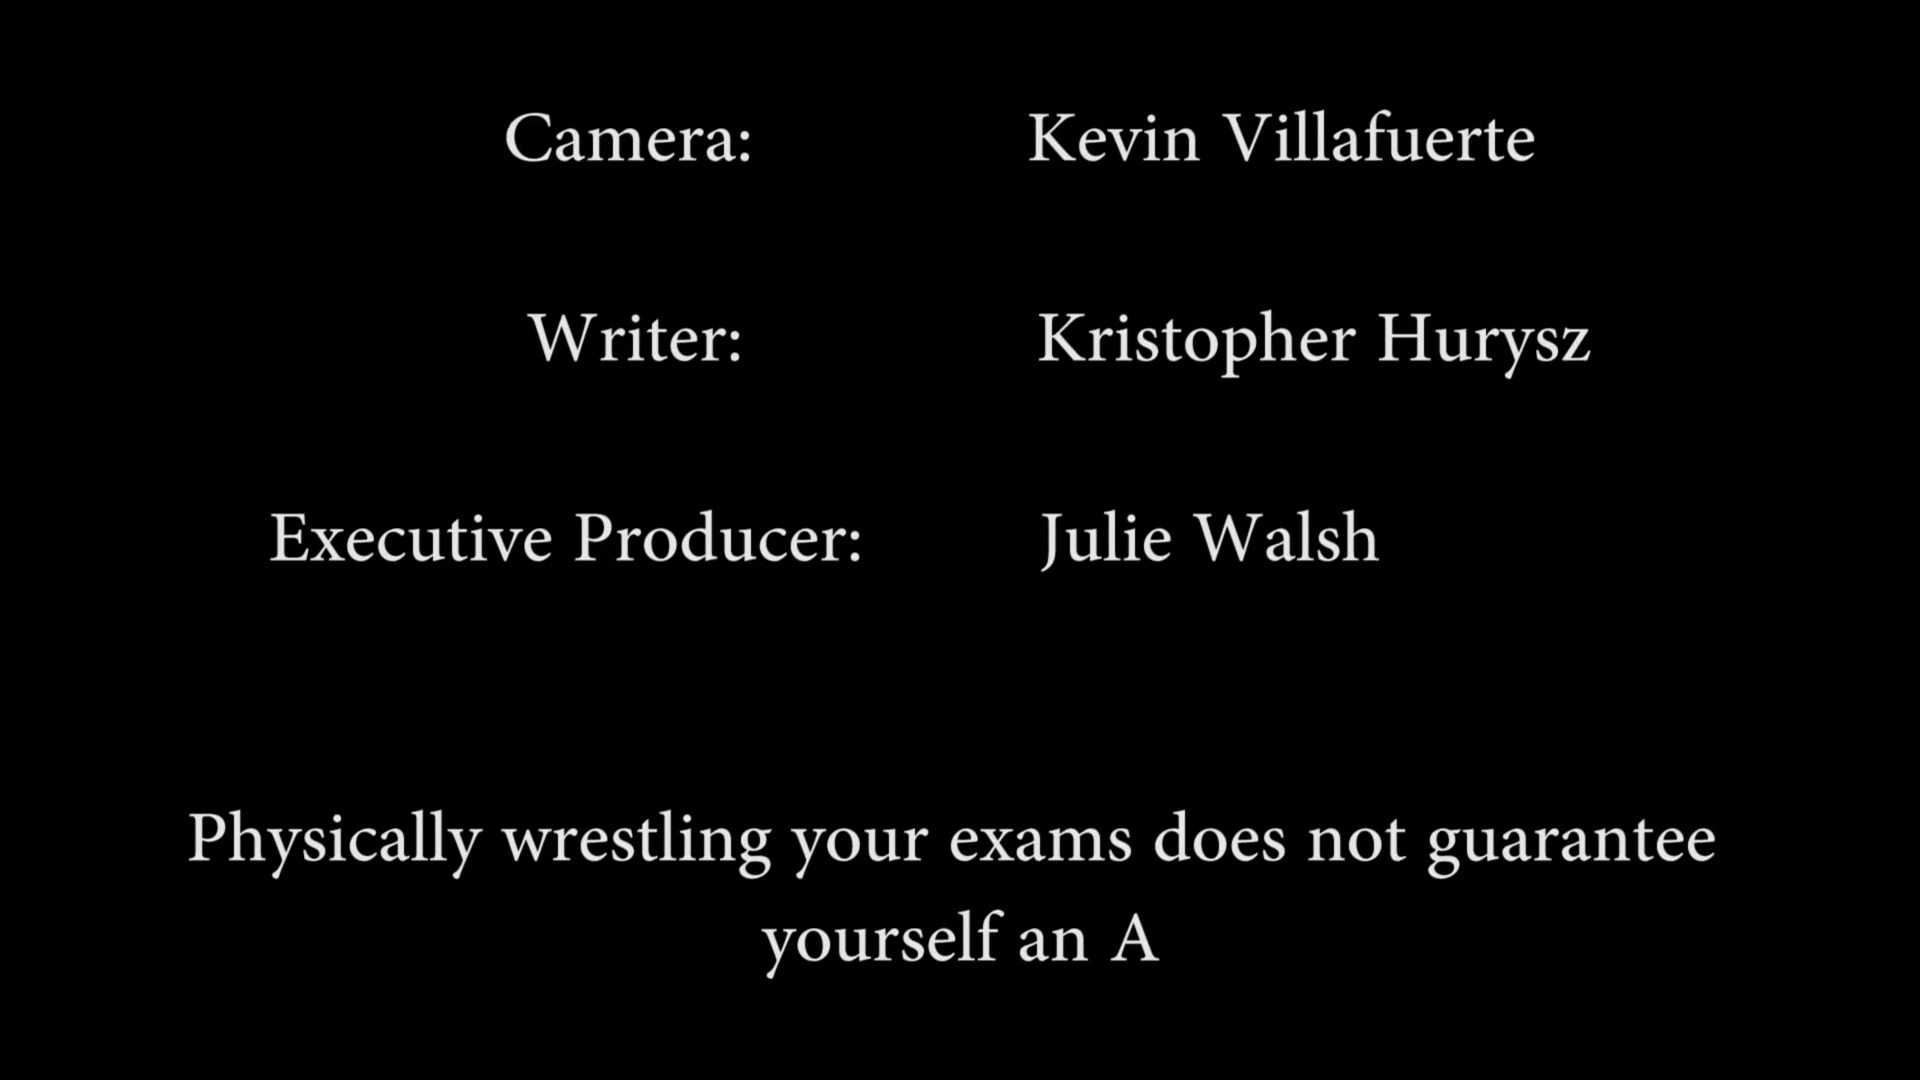 Camera: Kevin Villafuerte
Writer: Kristopher Hurysz
Executive Producer: Julie Walsh
Physically wrestling your exams does not guarantee
yourself an A